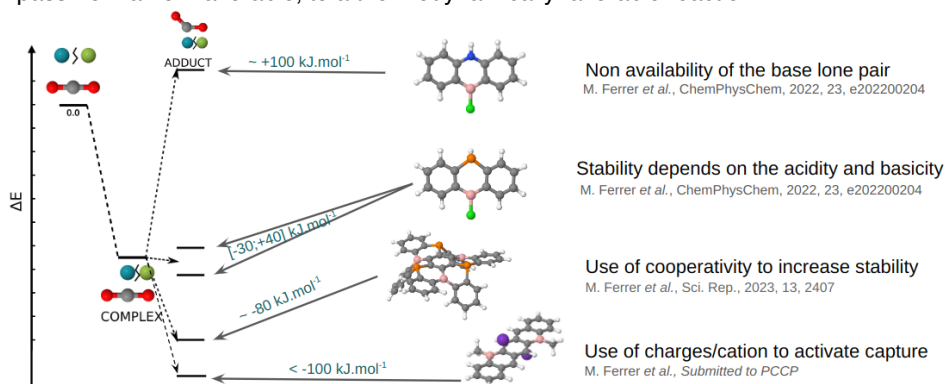 ADDUCT
~ +100 kJ.mol-1
Non availability of the base lone pair
M. Ferrer et al., ChemPhysChem, 2022, 23, e202200204
0.0
ΔE
Stability depends on the acidity and basicity
M. Ferrer et al., ChemPhysChem, 2022, 23, e202200204
[-30;+40] kJ.mol-1
COMPLEX
~ -80 kJ.mol-1
Use of cooperativity to increase stability
M. Ferrer et al., Sci. Rep., 2023, 13, 2407
< -100 kJ.mol-1
Use of charges/cation to activate capture
M. Ferrer et al., Submitted to PCCP